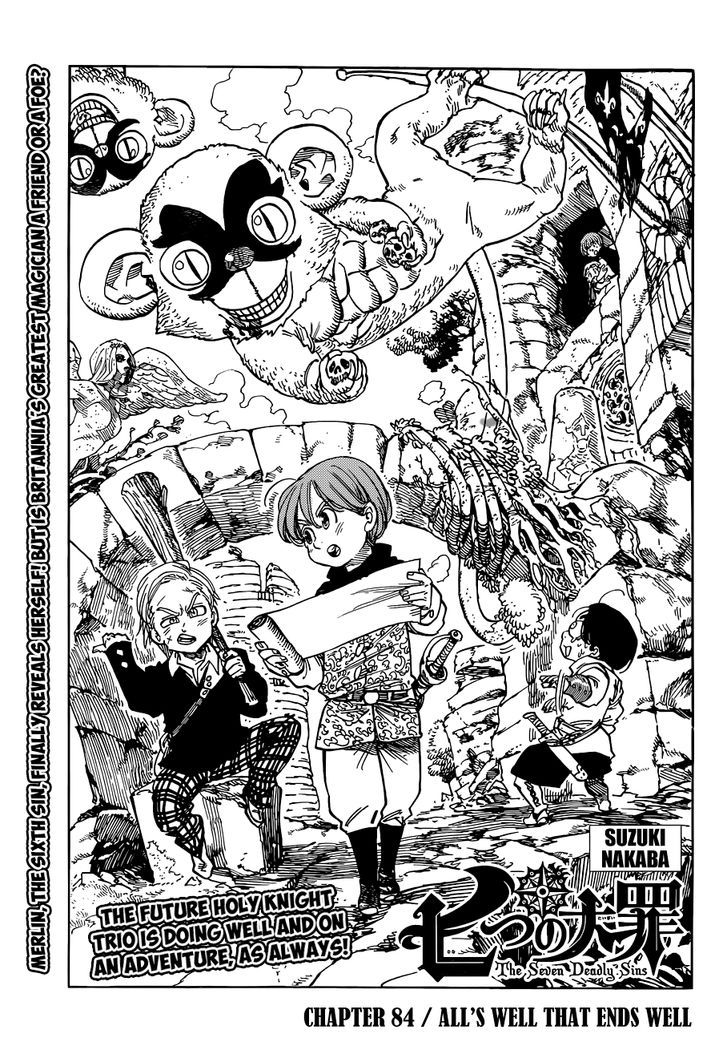 MERLIN, THE SIXTH SIN, FINALLY REVEALS HERSELF! BUT IS BRITANNIA'S GREATEST MAGICIAN A FRIEND OR A FOE?
SUZUKI
NAKABA
THE FUTURE HOLY KNIGHT
TRIO IS DOING WELL AND ON
AN ADVENTURE, AS ALWAYS!
七つの大罪
The Seven Deadly Sins
CHAPTER 84 / ALL'S WELL THAT ENDS WELL